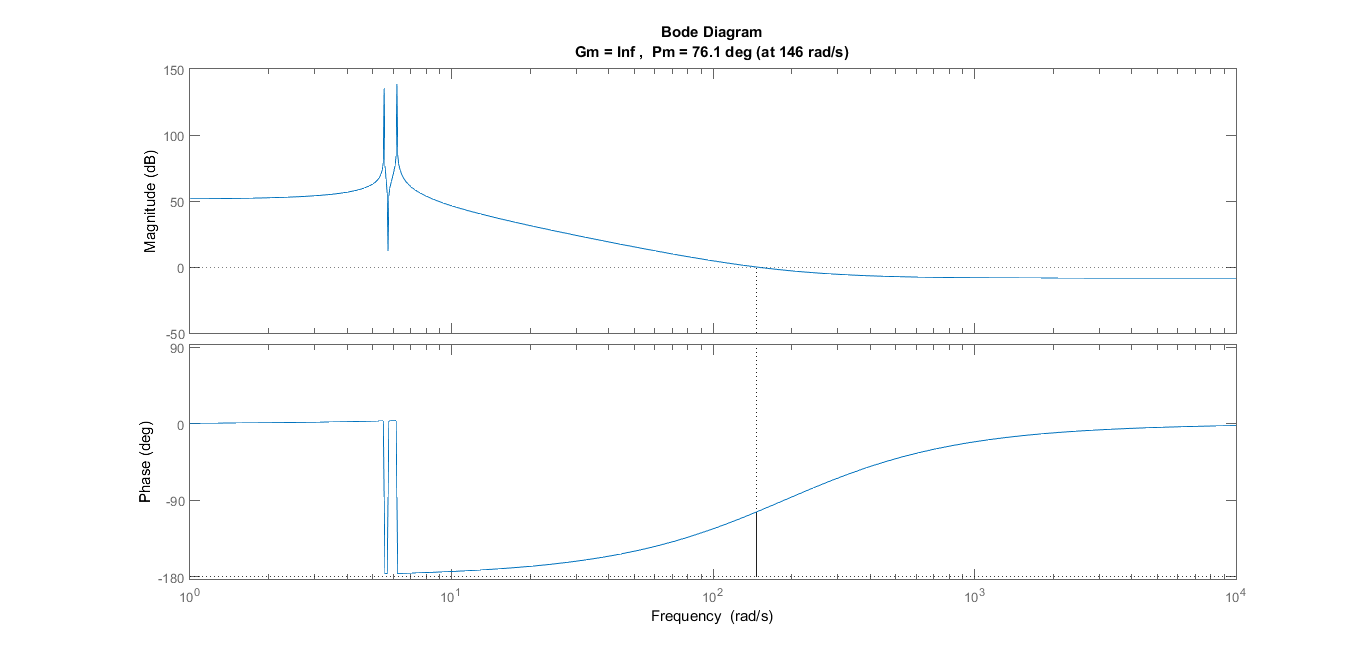 Bode Diagram
Gm = Inf , Pm = 76.1 deg (at 146 rad/s)
150
100
50
0
-50
Magnitude (dB)
90
0
-90
-180
Phase (deg)
10^0
10^1
10^2
10^3
10^4
Frequency (rad/s)